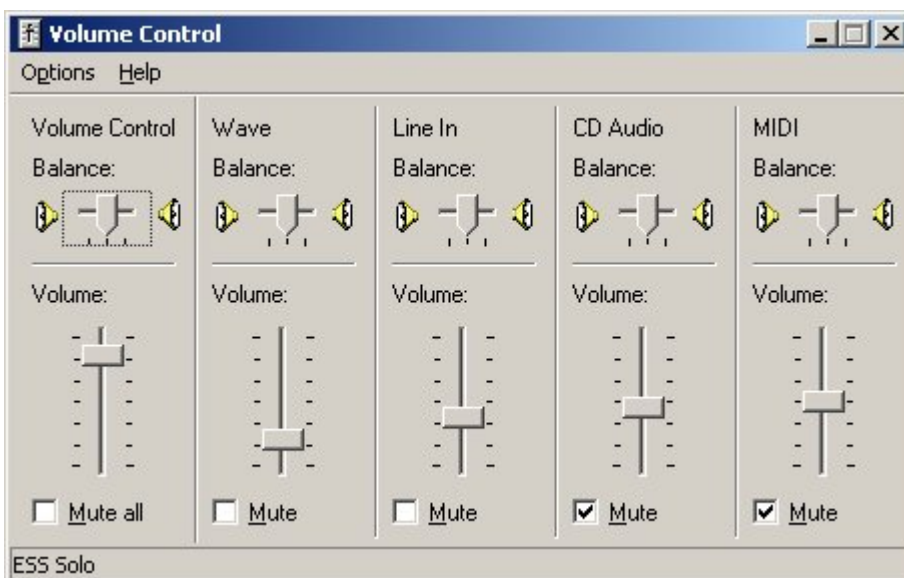 Volume Control
Options Help
Volume Control Wave Line In CD Audio MIDI
Balance: Balance: Balance: Balance: Balance:
Volume: Volume: Volume: Volume: Volume:
Mute all Mute Mute Mute Mute
ESS Solo